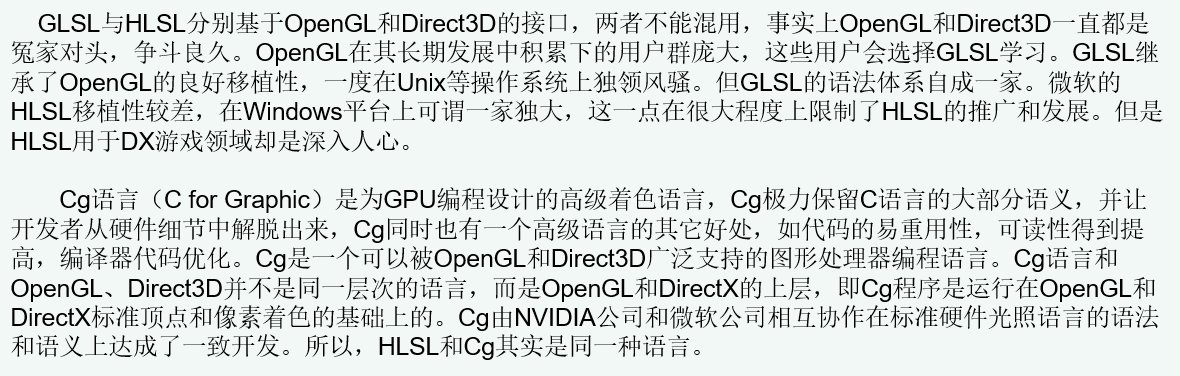 GLSL与HLSL分别基于OpenGL和Direct3D的接口，两者不能混用，事实上OpenGL和Direct3D一直都是
冤家对头，争斗良久。OpenGL在其长期发展中积累下的用户群庞大，这些用户会选择GLSL学习。GLSL继
承了OpenGL的良好移植性，一度在Unix等操作系统上独领风骚。但GLSL的语法体系自成一家。微软的
HLSL移植性较差，在Windows平台上可谓一家独大，这一点在很大程度上限制了HLSL的推广和发展。但是
HLSL用于DX游戏领域却是深入人心。
Cg语言（C for Graphic）是为GPU编程设计的高级着色语言，Cg极力保留C语言的大部分语义，并让
开发者从硬件细节中解脱出来，Cg同时也有一个高级语言的其它好处，如代码的易重用性，可读性得到提
高，编译器代码优化。Cg是一个可以被OpenGL和Direct3D广泛支持的图形处理器编程语言。Cg语言和
OpenGL、Direct3D并不是同一层次的语言，而是OpenGL和DirectX的上层，即Cg程序是运行在OpenGL和
DirectX标准顶点和像素着色的基础上的。Cg由NVIDIA公司和微软公司相互协作在标准硬件光照语言的语法
和语义上达成了一致开发。所以，HLSL和Cg其实是同一种语言。